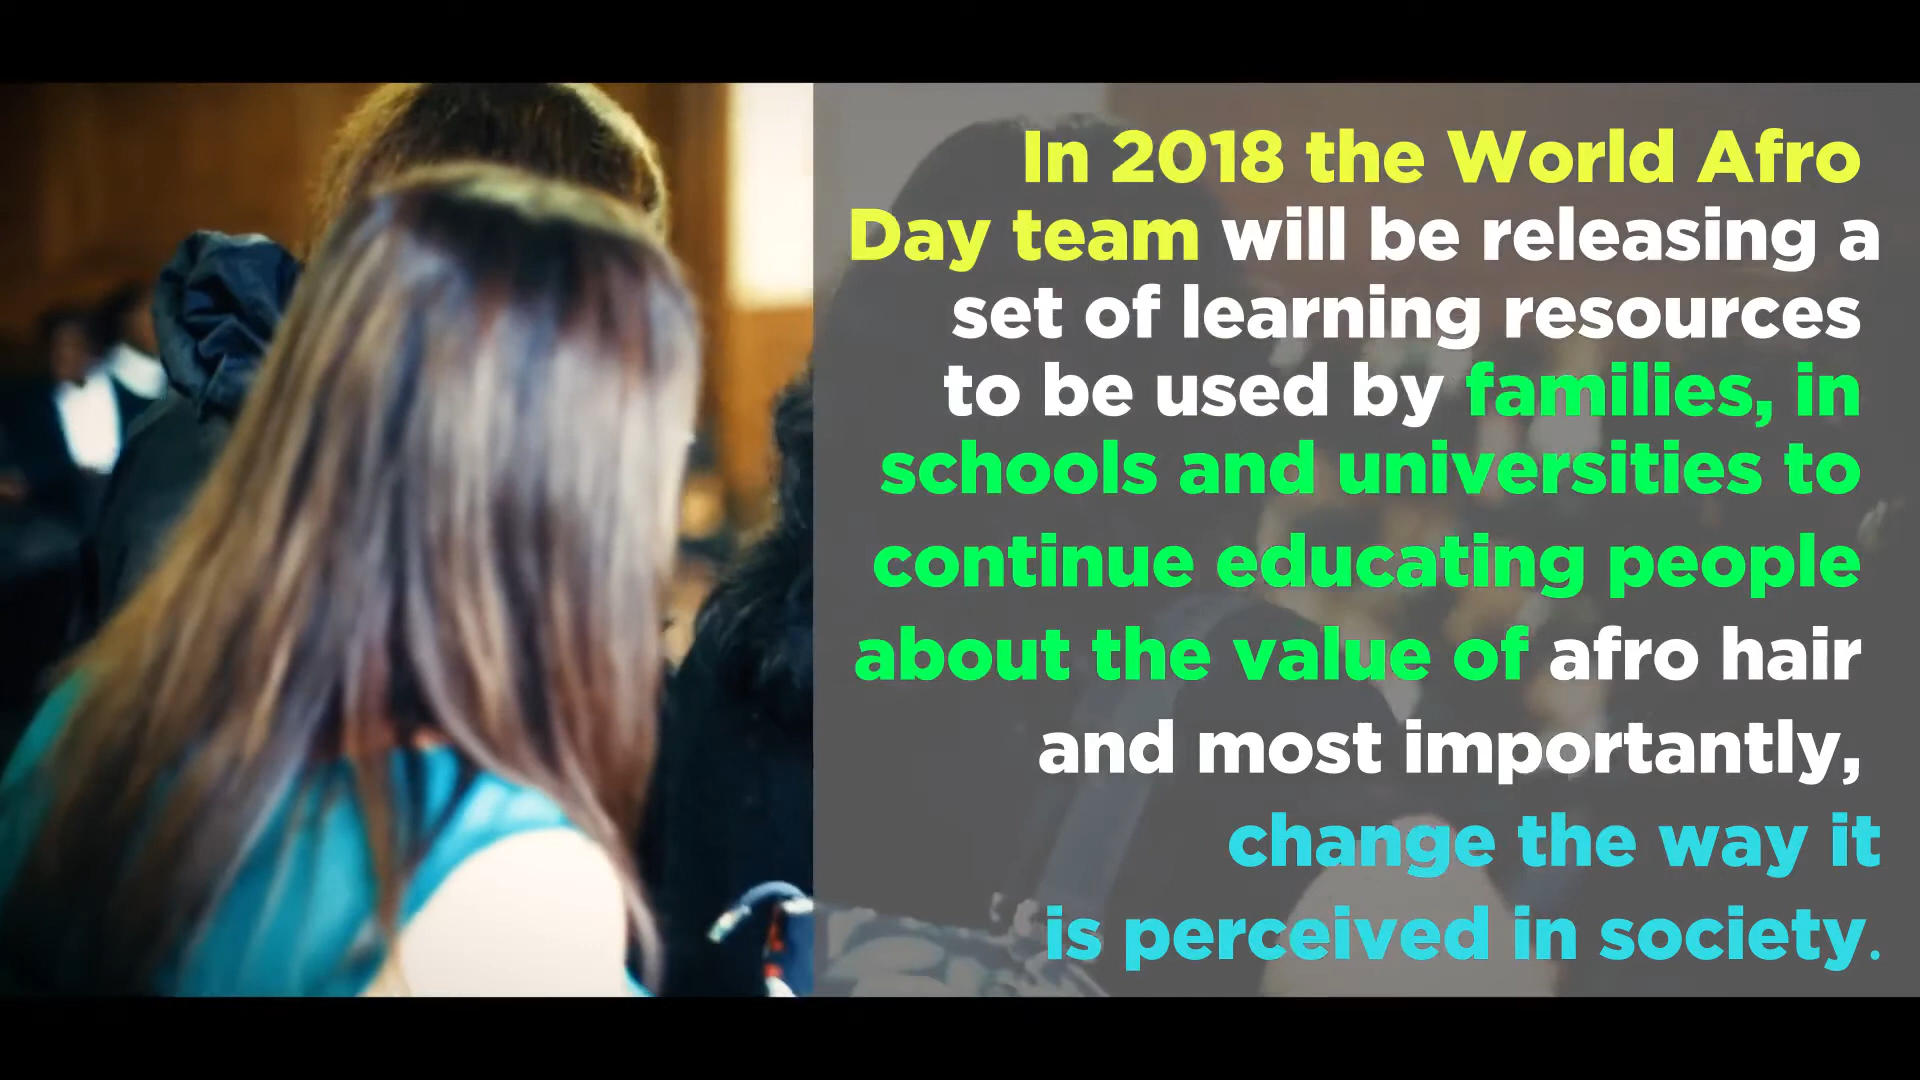 In 2018 the World Afro
Day team will be releasing a
set of learning resources
to be used by families, in
schools and universities to
continue educating people
about the value of afro hair
and most importantly,
change the way it
is perceived in society.